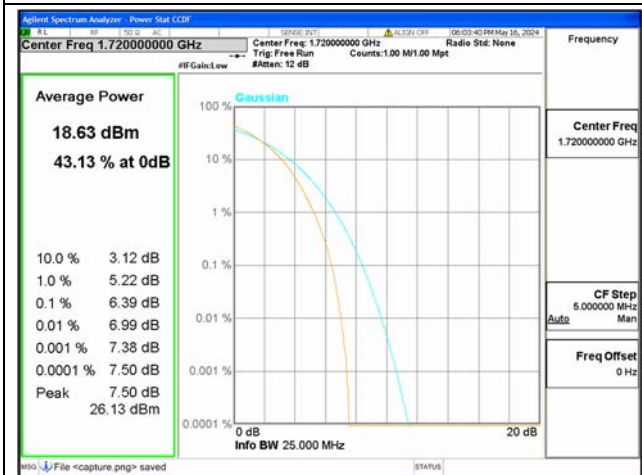 Agilent Spectrum Analyzer - Power Stat CCDF
RL RF 50 Ω AC SENSE:INT ALIGN OFF 06:03:40 PM May 16, 2024
Center Freq 1.720000000 GHz
Center Freq: 1.720000000 GHz Radio Std: None
Trig: Free Run Counts:1.00 M/1.00 Mpt
#IFGain:Low #Atten: 12 dB
Frequency
Average Power
18.63 dBm
43.13 % at 0dB
10.0 % 3.12 dB
1.0 % 5.22 dB
0.1 % 6.39 dB
0.01 % 6.99 dB
0.001 % 7.38 dB
0.0001 % 7.50 dB
Peak 7.50 dB
26.13 dBm
Gaussian
100 %
10 %
1 %
0.1 %
0.01 %
0.001 %
0.0001 %
0 dB 20 dB
Info BW 25.000 MHz
Center Freq
1.720000000 GHz
CF Step
5.000000 MHz
Auto Man
Freq Offset
0 Hz
MSG File <capture.png> saved STATUS